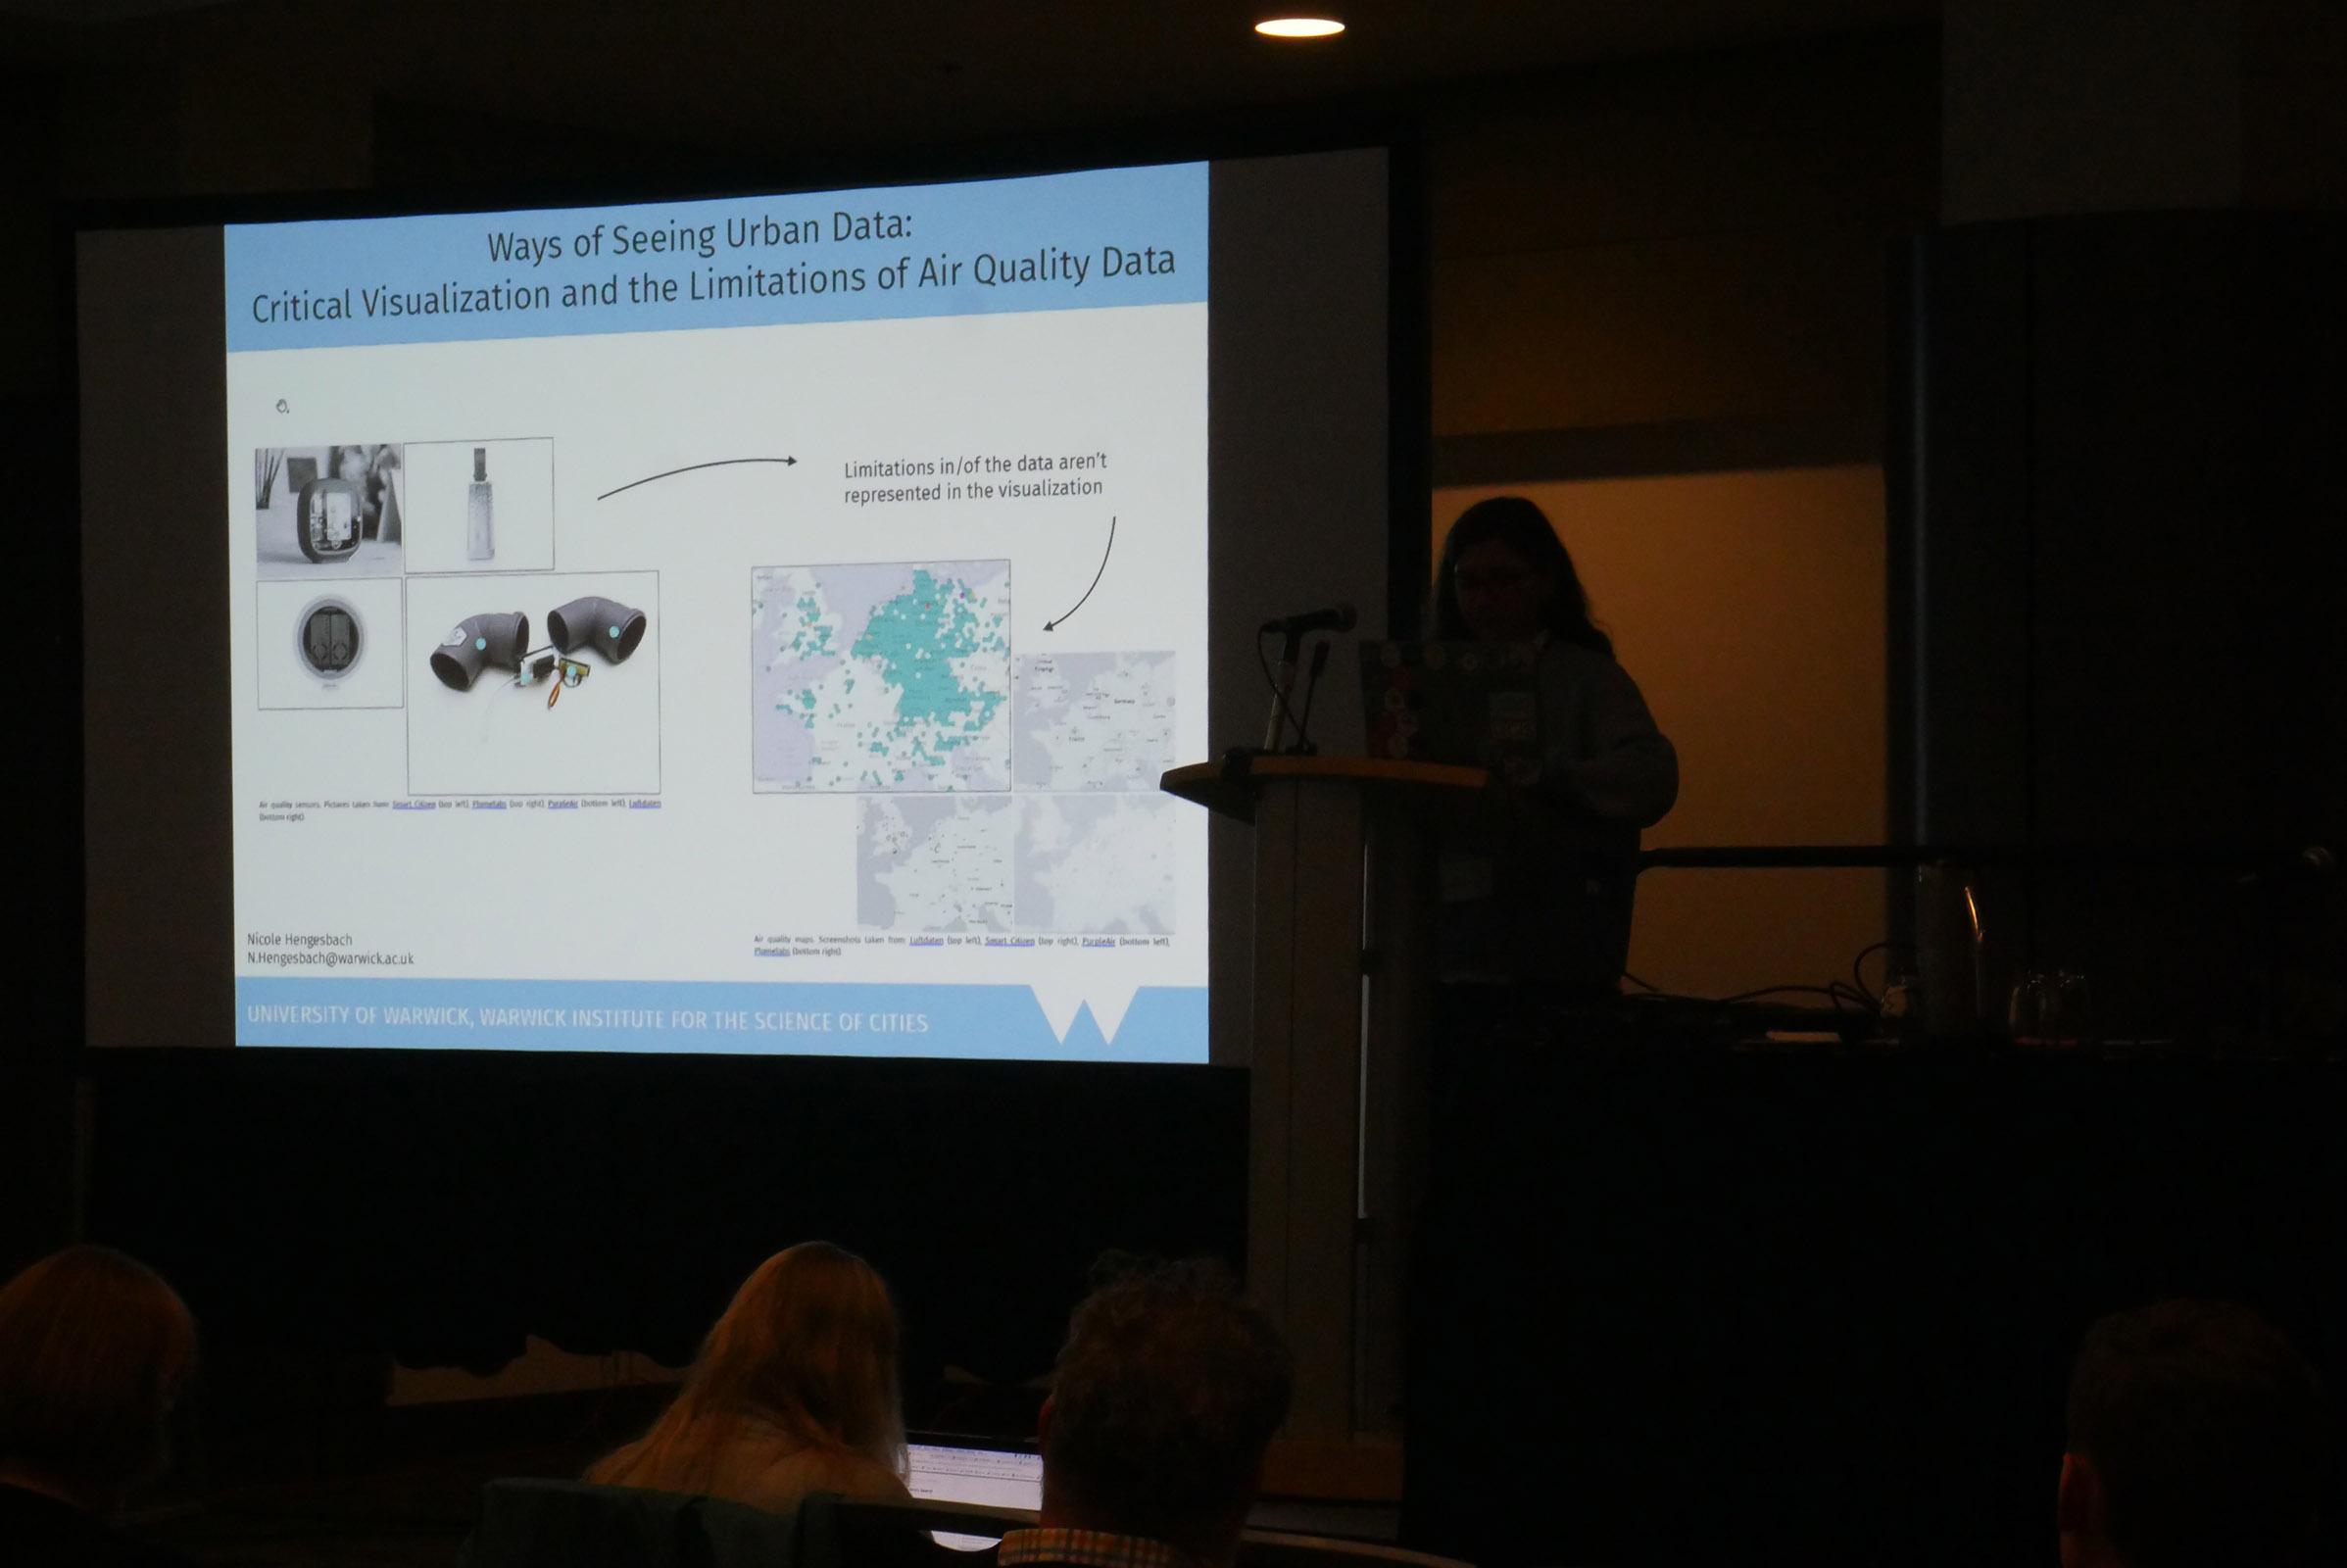 Ways of Seeing Urban Data:
Critical Visualization and the Limitations of Air Quality Data
Limitations in/of the data aren't
represented in the visualization
Air quality sensors. Pictures taken from: Smart Citizen (top left), Plumelabs (top right), PurpleAir (bottom left), Luftdaten
(bottom right).
Air quality maps. Screenshots taken from: Luftdaten (top left), Smart Citizen (top right), PurpleAir (bottom left),
Plumelabs (bottom right).
Nicole Hengesbach
N.Hengesbach@warwick.ac.uk
UNIVERSITY OF WARWICK, WARWICK INSTITUTE FOR THE SCIENCE OF CITIES